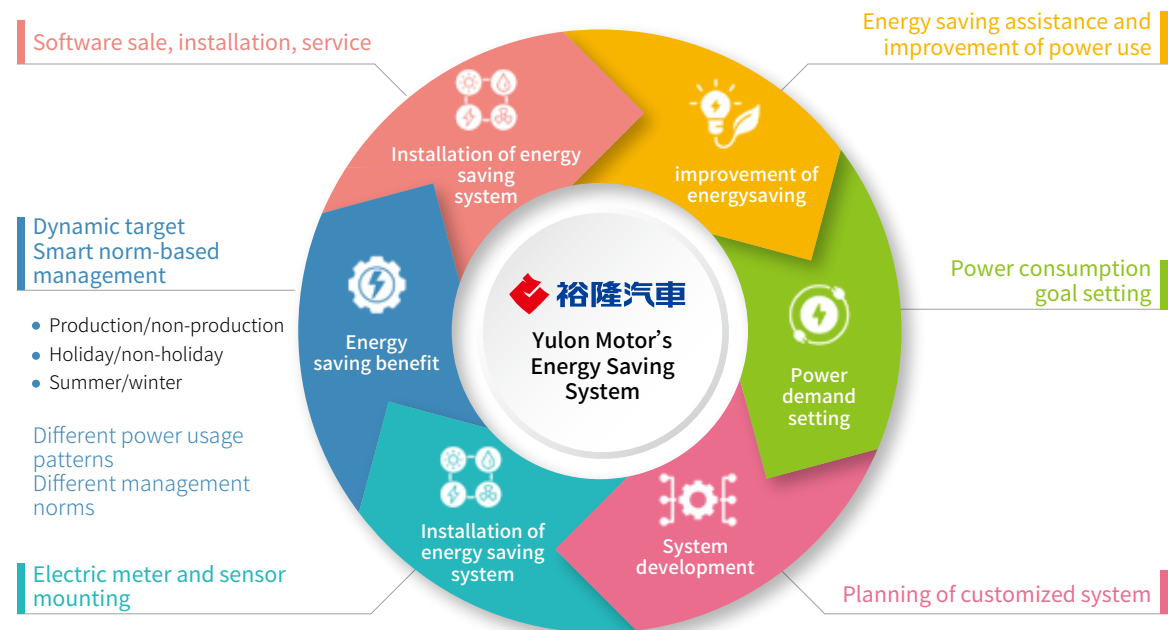 Software sale, installation, service
Energy saving assistance and
improvement of power use
Installation of energy
saving
system
improvement of
energysaving
Dynamic target
Smart norm-based
management
Production/non-production
Holiday/non-holiday
Summer/winter
Different power usage
patterns
Different management
norms
Energy
saving benefit
裕隆汽車
Yulon Motor's
Energy Saving
System
Power consumption
goal setting
Power
demand
setting
Installation of
energy saving
system
System
development
Electric meter and sensor
mounting
Planning of customized system